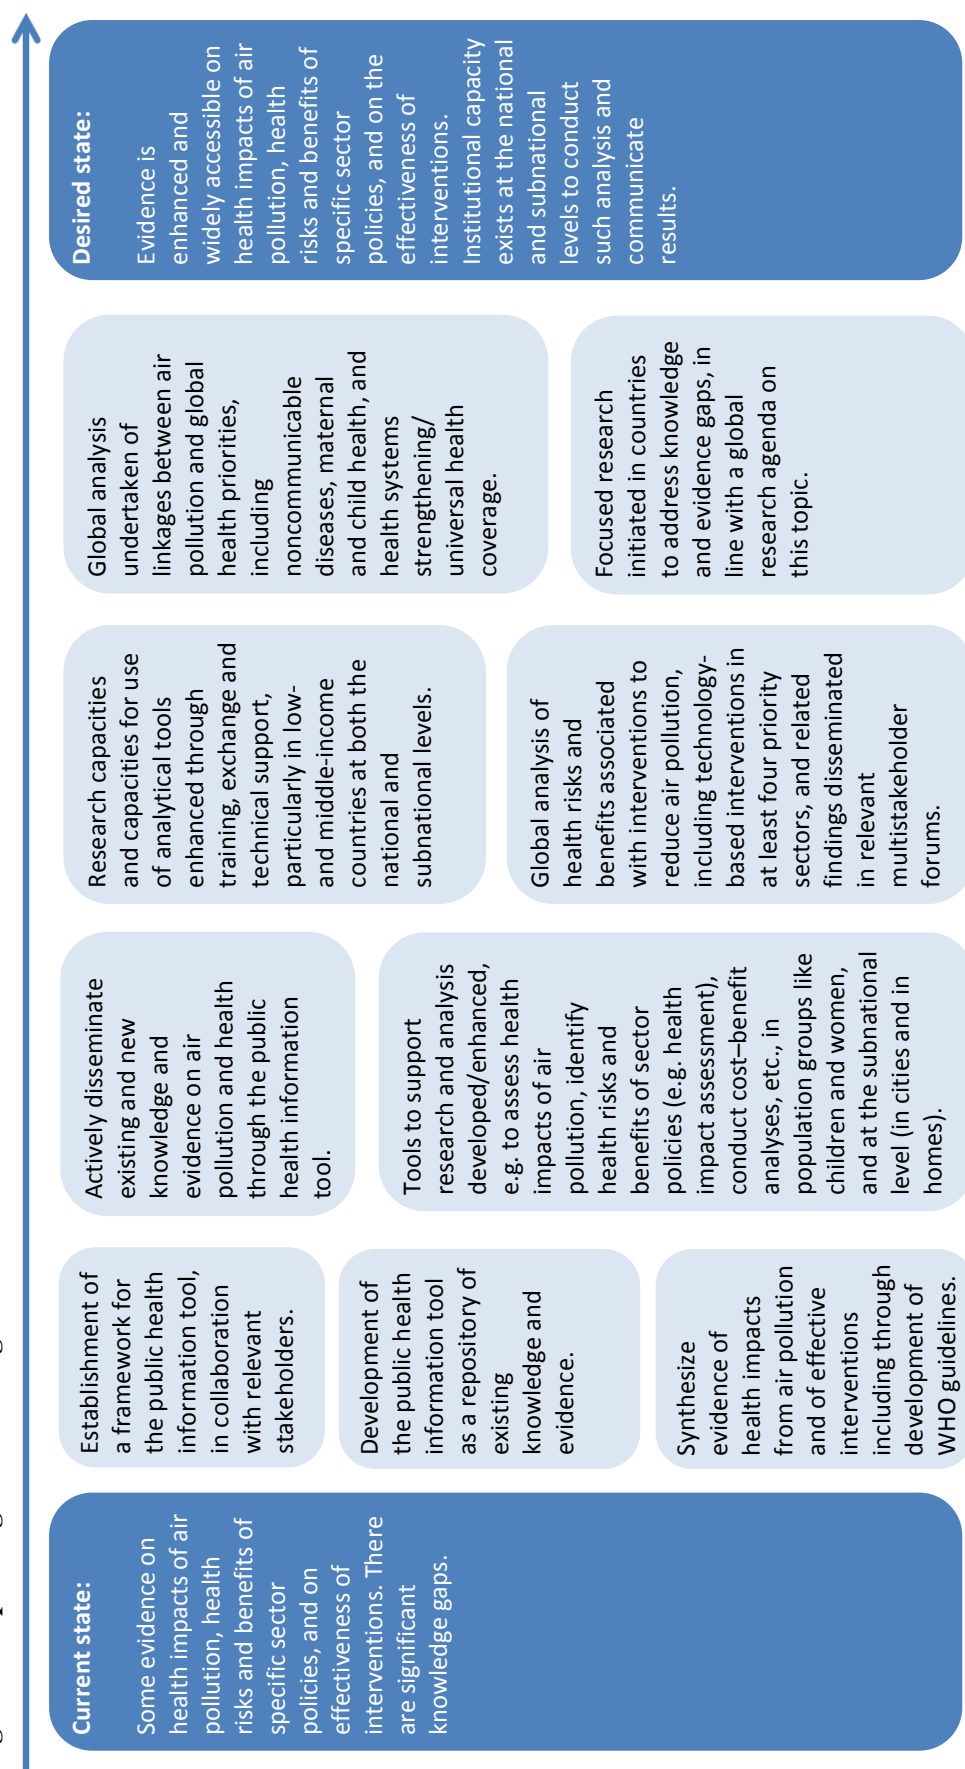 Current state:
Some evidence on
health impacts of air
pollution, health
risks and benefits of
specific sector
policies, and on
effectiveness of
interventions. There
are significant
knowledge gaps.
Establishment of
a framework for
the public health
information tool,
in collaboration
with relevant
stakeholders.
Development of
the public health
information tool
as a repository of
existing
knowledge and
evidence.
Synthesize
evidence of
health impacts
from air pollution
and of effective
interventions
including through
development of
WHO guidelines.
Actively disseminate
existing and new
knowledge and
evidence on air
pollution and health
through the public
health information
tool.
Tools to support
research and analysis
developed/enhanced,
e.g. to assess health
impacts of air
pollution, identify
health risks and
benefits of sector
policies (e.g. health
impact assessment),
conduct cost–benefit
analyses, etc., in
population groups like
children and women,
and at the subnational
level (in cities and in
homes).
Research capacities
and capacities for use
of analytical tools
enhanced through
training, exchange and
technical support,
particularly in low-
and middle-income
countries at both the
national and
subnational levels.
Global analysis of
health risks and
benefits associated
with interventions to
reduce air pollution,
including technology-
based interventions in
at least four priority
sectors, and related
findings disseminated
in relevant
multistakeholder
forums.
Global analysis
undertaken of
linkages between air
pollution and global
health priorities,
including
noncommunicable
diseases, maternal
and child health, and
health systems
strengthening/
universal health
coverage.
Focused research
initiated in countries
to address knowledge
and evidence gaps, in
line with a global
research agenda on
this topic.
Desired state:
Evidence is
enhanced and
widely accessible on
health impacts of air
pollution, health
risks and benefits of
specific sector
policies, and on the
effectiveness of
interventions.
Institutional capacity
exists at the national
and subnational
levels to conduct
such analysis and
communicate
results.